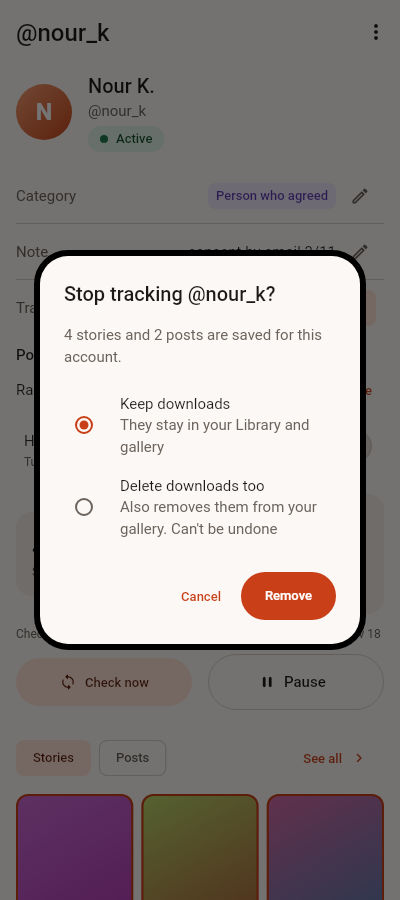 @nour_k
N
Nour K.
@nour_k
Active
Category
Person who agreed
Note
Stop tracking @nour_k?
4 stories and 2 posts are saved for this
account.
Keep downloads
They stay in your Library and
gallery
Delete downloads too
Also removes them from your
gallery. Can't be undone
Cancel
Remove
18
Check now
Pause
Stories
Posts
See all